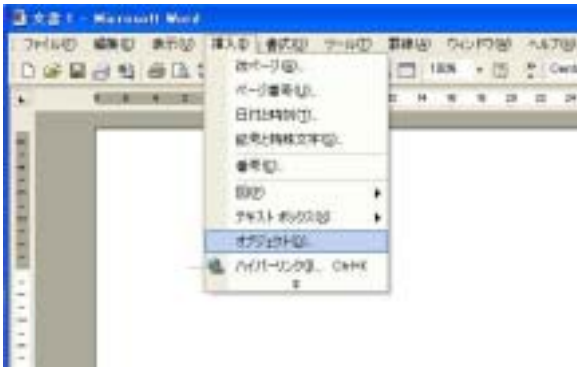 文書 1 - Microsoft Word
ファイル(F) 編集(E) 表示(V) 挿入(I) 書式(O) ツール(T) 罫線(A) ウィンドウ(W) ヘルプ(H)
100%
改ページ(B)...
ページ番号(U)...
日付と時刻(T)...
記号と特殊文字(S)...
番号(N)...
図(P)
テキスト ボックス(X)
オブジェクト(O)...
ハイパーリンク(I)... Ctrl+K